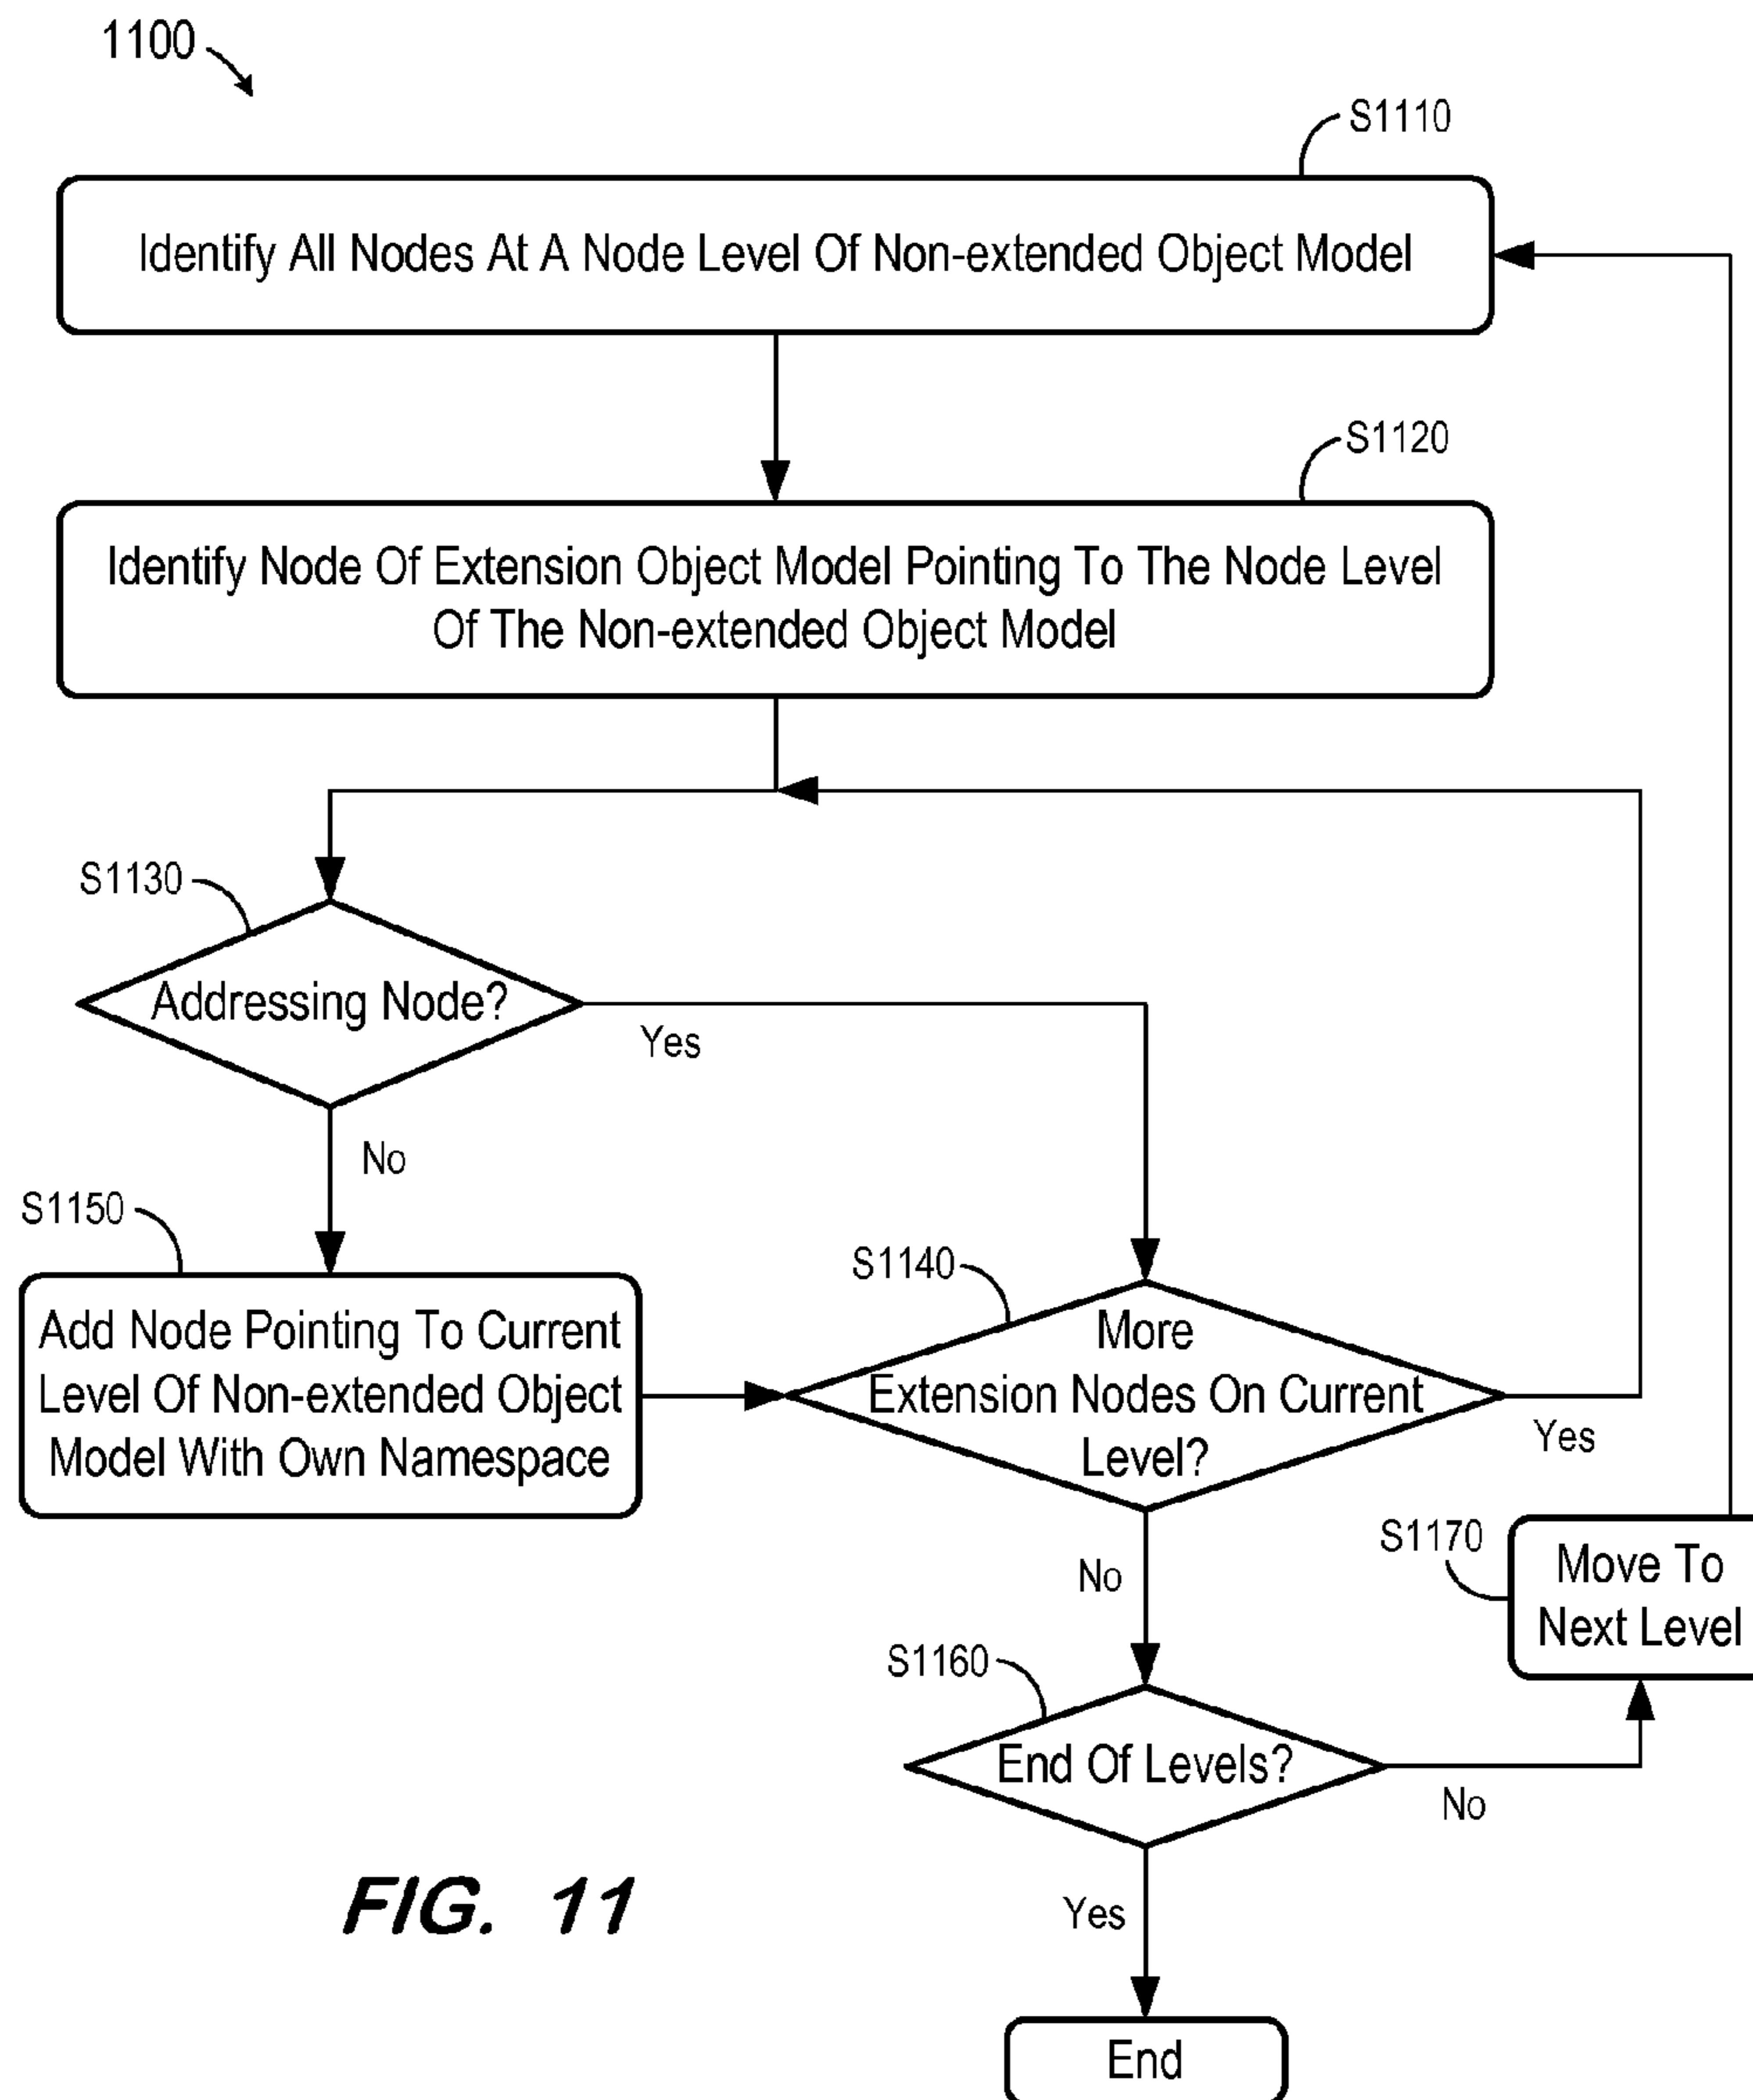 1100
S1110
Identify All Nodes At A Node Level Of Non-extended Object Model
S1120
Identify Node Of Extension Object Model Pointing To The Node Level
Of The Non-extended Object Model
S1130
Addressing Node?
Yes
No
S1150
Add Node Pointing To Current
Level Of Non-extended Object
Model With Own Namespace
S1140
More
Extension Nodes On Current
Level?
Yes
No
S1170
Move To
Next Level
S1160
End Of Levels?
No
Yes
End
FIG. 11